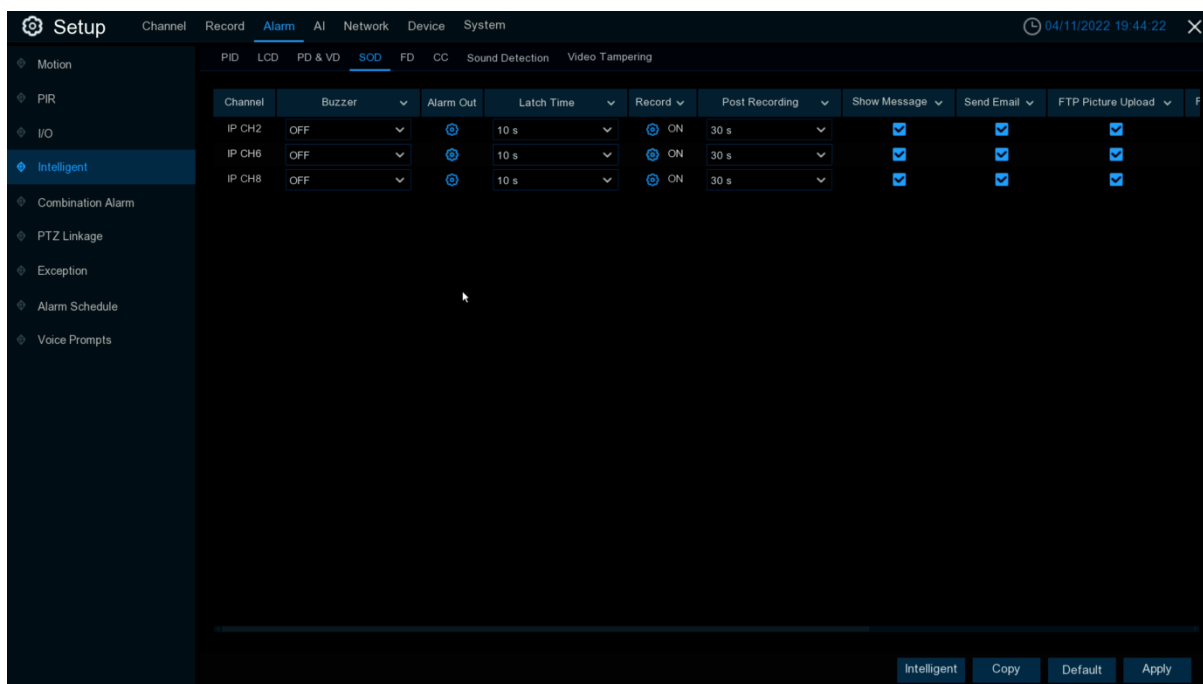 Setup Channel Record Alarm AI Network Device System 04/11/2022 19:44:22
PID LCD PD & VD SOD FD CC Sound Detection Video Tampering
Motion
PIR
I/O
Intelligent
Combination Alarm
PTZ Linkage
Exception
Alarm Schedule
Voice Prompts
Channel Buzzer Alarm Out Latch Time Record Post Recording Show Message Send Email FTP Picture Upload F
IP CH2 OFF 10 s ON 30 s
IP CH6 OFF 10 s ON 30 s
IP CH8 OFF 10 s ON 30 s
Intelligent Copy Default Apply